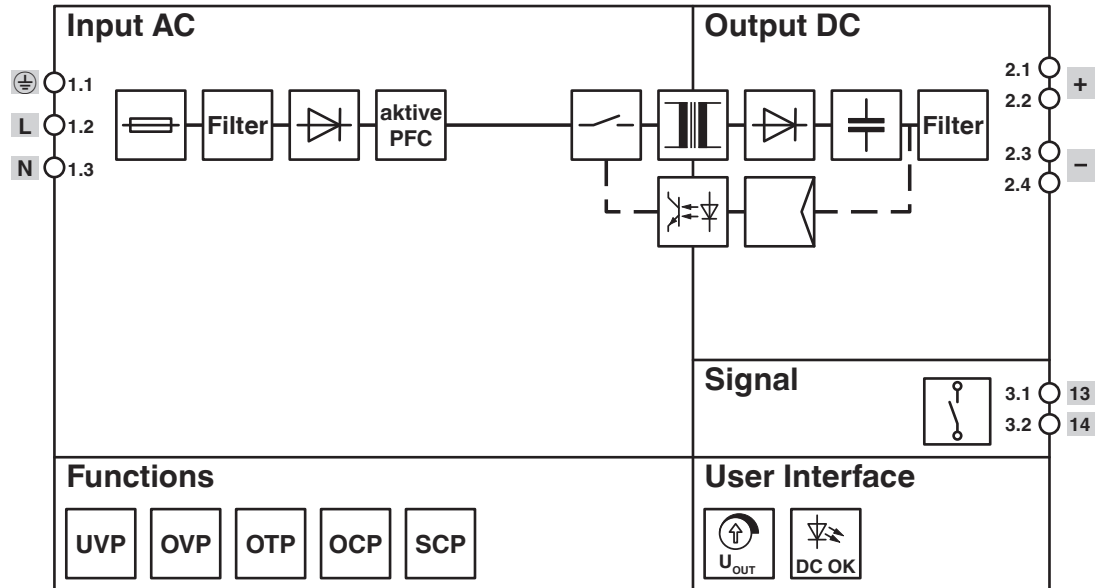 Input AC
Output DC
1.1
L 1.2
N 1.3
Filter
aktive
PFC
Filter
2.1
2.2
+
2.3
2.4
−
Signal
3.1 13
3.2 14
Functions
UVP OVP OTP OCP SCP
User Interface
UOUT
DC OK